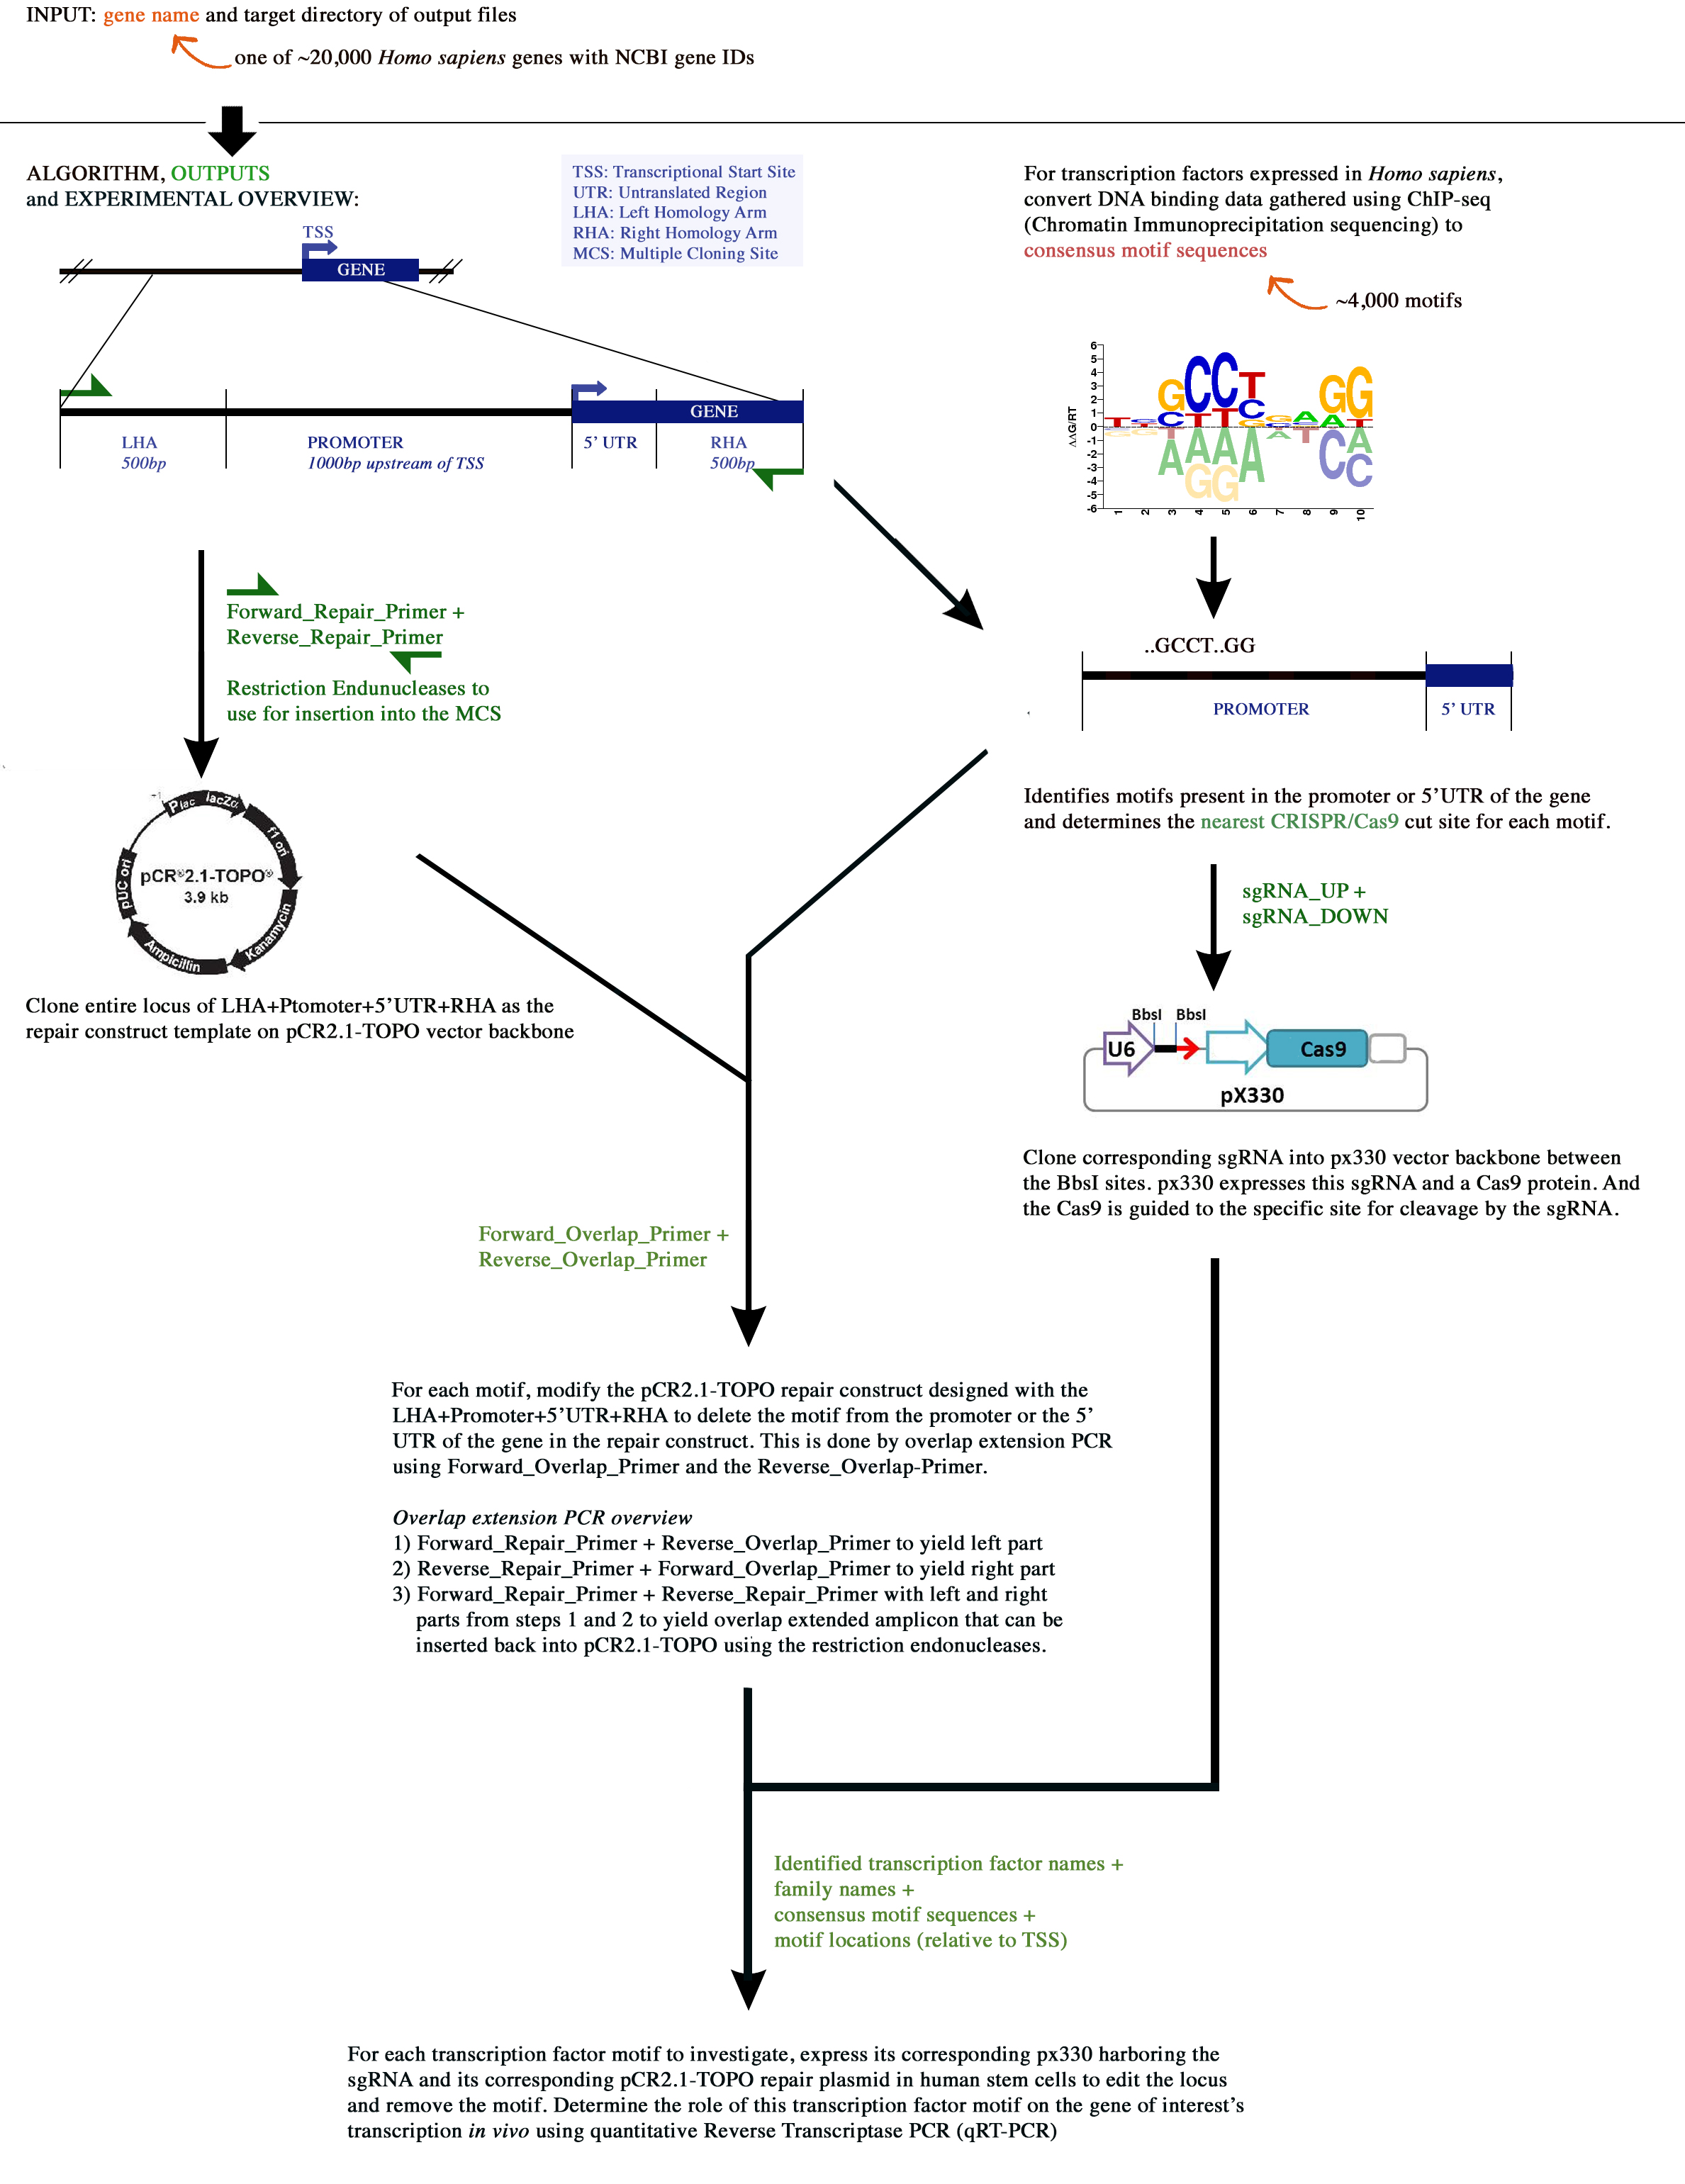 INPUT: gene name and target directory of output files
one of ~20,000 Homo sapiens genes with NCBI gene IDs
ALGORITHM, OUTPUTS
and EXPERIMENTAL OVERVIEW:
TSS: Transcriptional Start Site
UTR: Untranslated Region
LHA: Left Homology Arm
RHA: Right Homology Arm
MCS: Multiple Cloning Site
TSS
GENE
GENE
LHA
500bp
PROMOTER
1000bp upstream of TSS
5' UTR
RHA
500bp
For transcription factors expressed in Homo sapiens,
convert DNA binding data gathered using ChIP-seq
(Chromatin Immunoprecipitation sequencing) to
consensus motif sequences
~4,000 motifs
ΔΔG/RT
6
5
4
3
2
1
0
-1
-2
-3
-4
-5
-6
1 2 3 4 5 6 7 8 9 10
Forward_Repair_Primer +
Reverse_Repair_Primer
Restriction Endunucleases to
use for insertion into the MCS
..GCCT..GG
PROMOTER
5' UTR
Identifies motifs present in the promoter or 5'UTR of the gene
and determines the nearest CRISPR/Cas9 cut site for each motif.
Plac lacZα
f1 ori
Kanamycin
Ampicillin
pUC ori
pCR®2.1-TOPO®
3.9 kb
Clone entire locus of LHA+Ptomoter+5'UTR+RHA as the
repair construct template on pCR2.1-TOPO vector backbone
sgRNA_UP +
sgRNA_DOWN
BbsI BbsI
U6
Cas9
pX330
Clone corresponding sgRNA into px330 vector backbone between
the BbsI sites. px330 expresses this sgRNA and a Cas9 protein. And
the Cas9 is guided to the specific site for cleavage by the sgRNA.
Forward_Overlap_Primer +
Reverse_Overlap_Primer
For each motif, modify the pCR2.1-TOPO repair construct designed with the
LHA+Promoter+5'UTR+RHA to delete the motif from the promoter or the 5'
UTR of the gene in the repair construct. This is done by overlap extension PCR
using Forward_Overlap_Primer and the Reverse_Overlap-Primer.
Overlap extension PCR overview
1) Forward_Repair_Primer + Reverse_Overlap_Primer to yield left part
2) Reverse_Repair_Primer + Forward_Overlap_Primer to yield right part
3) Forward_Repair_Primer + Reverse_Repair_Primer with left and right
parts from steps 1 and 2 to yield overlap extended amplicon that can be
inserted back into pCR2.1-TOPO using the restriction endonucleases.
Identified transcription factor names +
family names +
consensus motif sequences +
motif locations (relative to TSS)
For each transcription factor motif to investigate, express its corresponding px330 harboring the
sgRNA and its corresponding pCR2.1-TOPO repair plasmid in human stem cells to edit the locus
and remove the motif. Determine the role of this transcription factor motif on the gene of interest's
transcription in vivo using quantitative Reverse Transcriptase PCR (qRT-PCR)